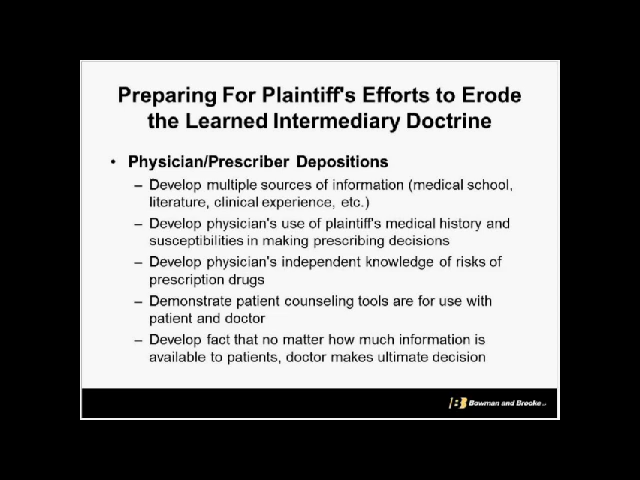 Preparing For Plaintiff's Efforts to Erode
the Learned Intermediary Doctrine
• Physician/Prescriber Depositions
– Develop multiple sources of information (medical school,
literature, clinical experience, etc.)
– Develop physician's use of plaintiff's medical history and
susceptibilities in making prescribing decisions
– Develop physician's independent knowledge of risks of
prescription drugs
– Demonstrate patient counseling tools are for use with
patient and doctor
– Develop fact that no matter how much information is
available to patients, doctor makes ultimate decision
Bowman and Brooke